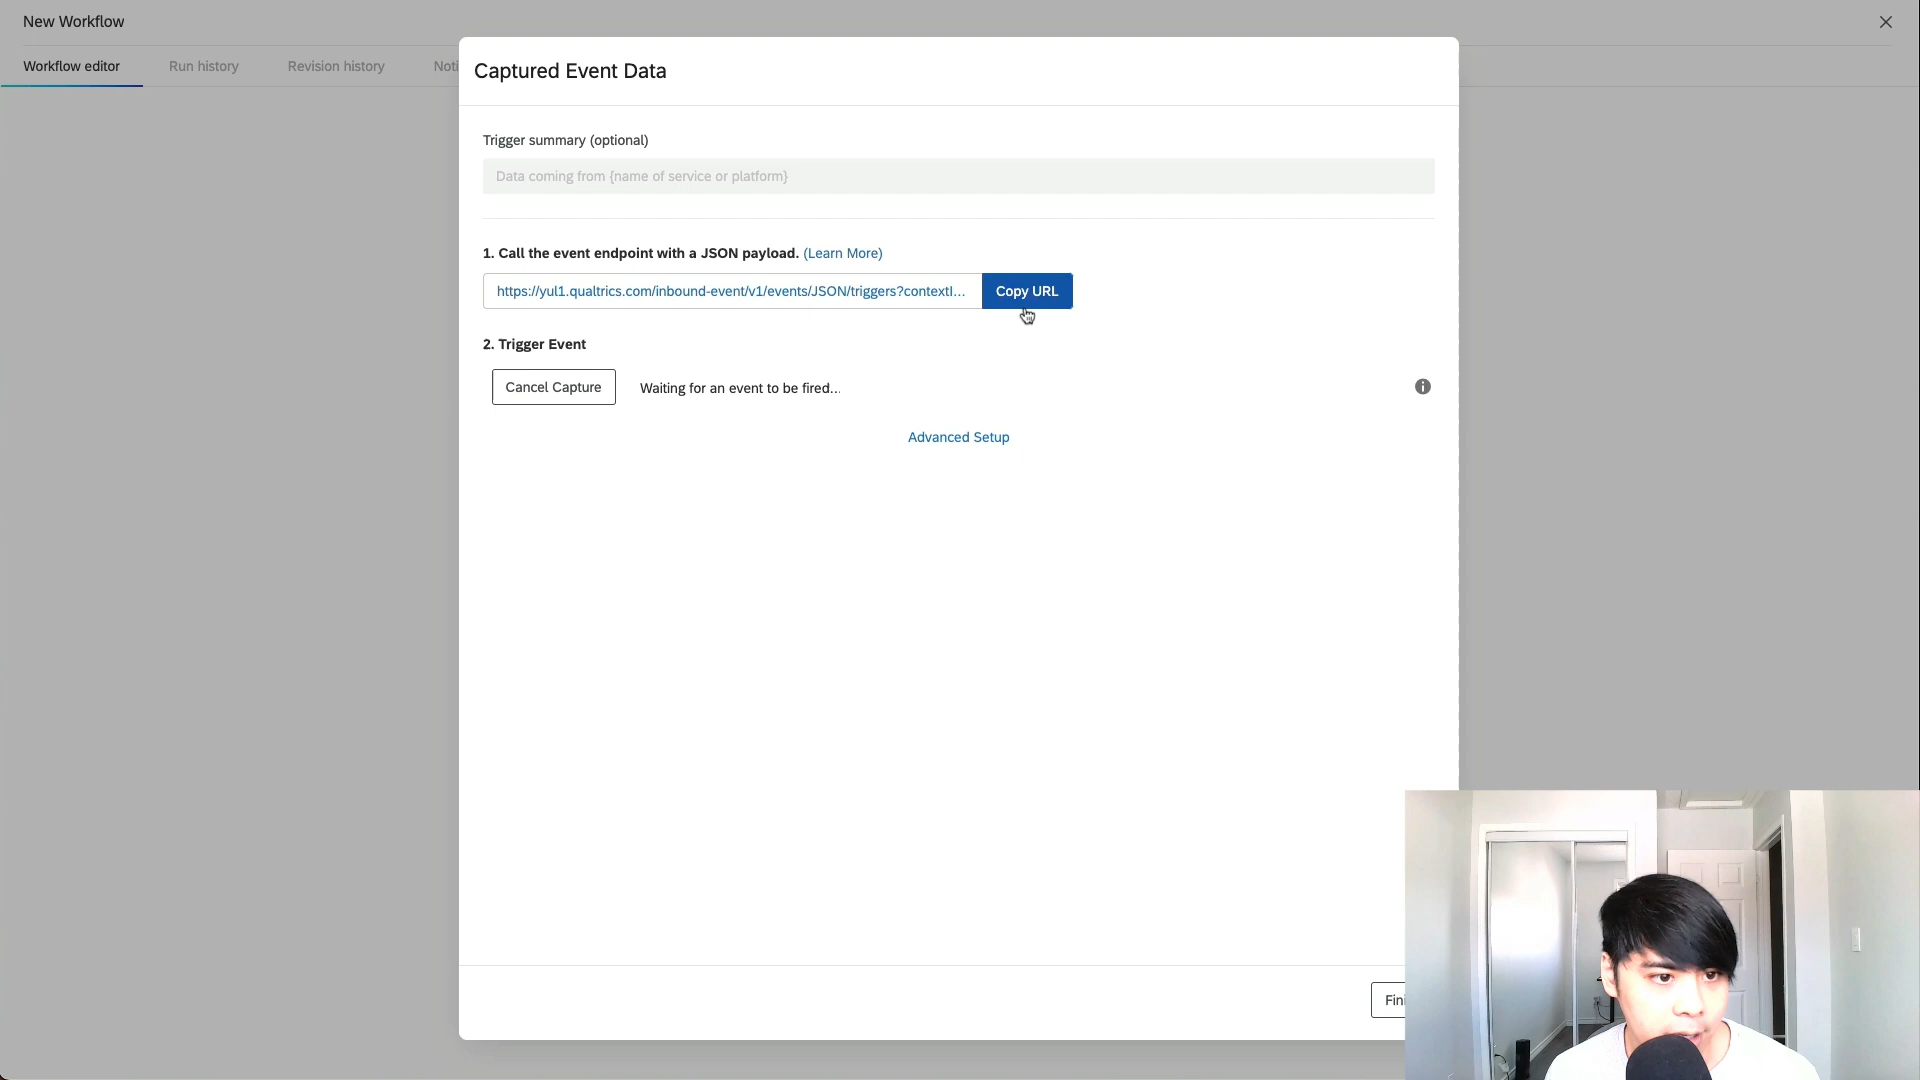 New Workflow
Workflow editor
Run history
Revision history
Noti
Captured Event Data
Trigger summary (optional)
Data coming from {name of service or platform}
1. Call the event endpoint with a JSON payload. (Learn More)
https://yul1.qualtrics.com/inbound-event/v1/events/JSON/triggers?contextI...
Copy URL
2. Trigger Event
Cancel Capture
Waiting for an event to be fired...
Advanced Setup
Fini